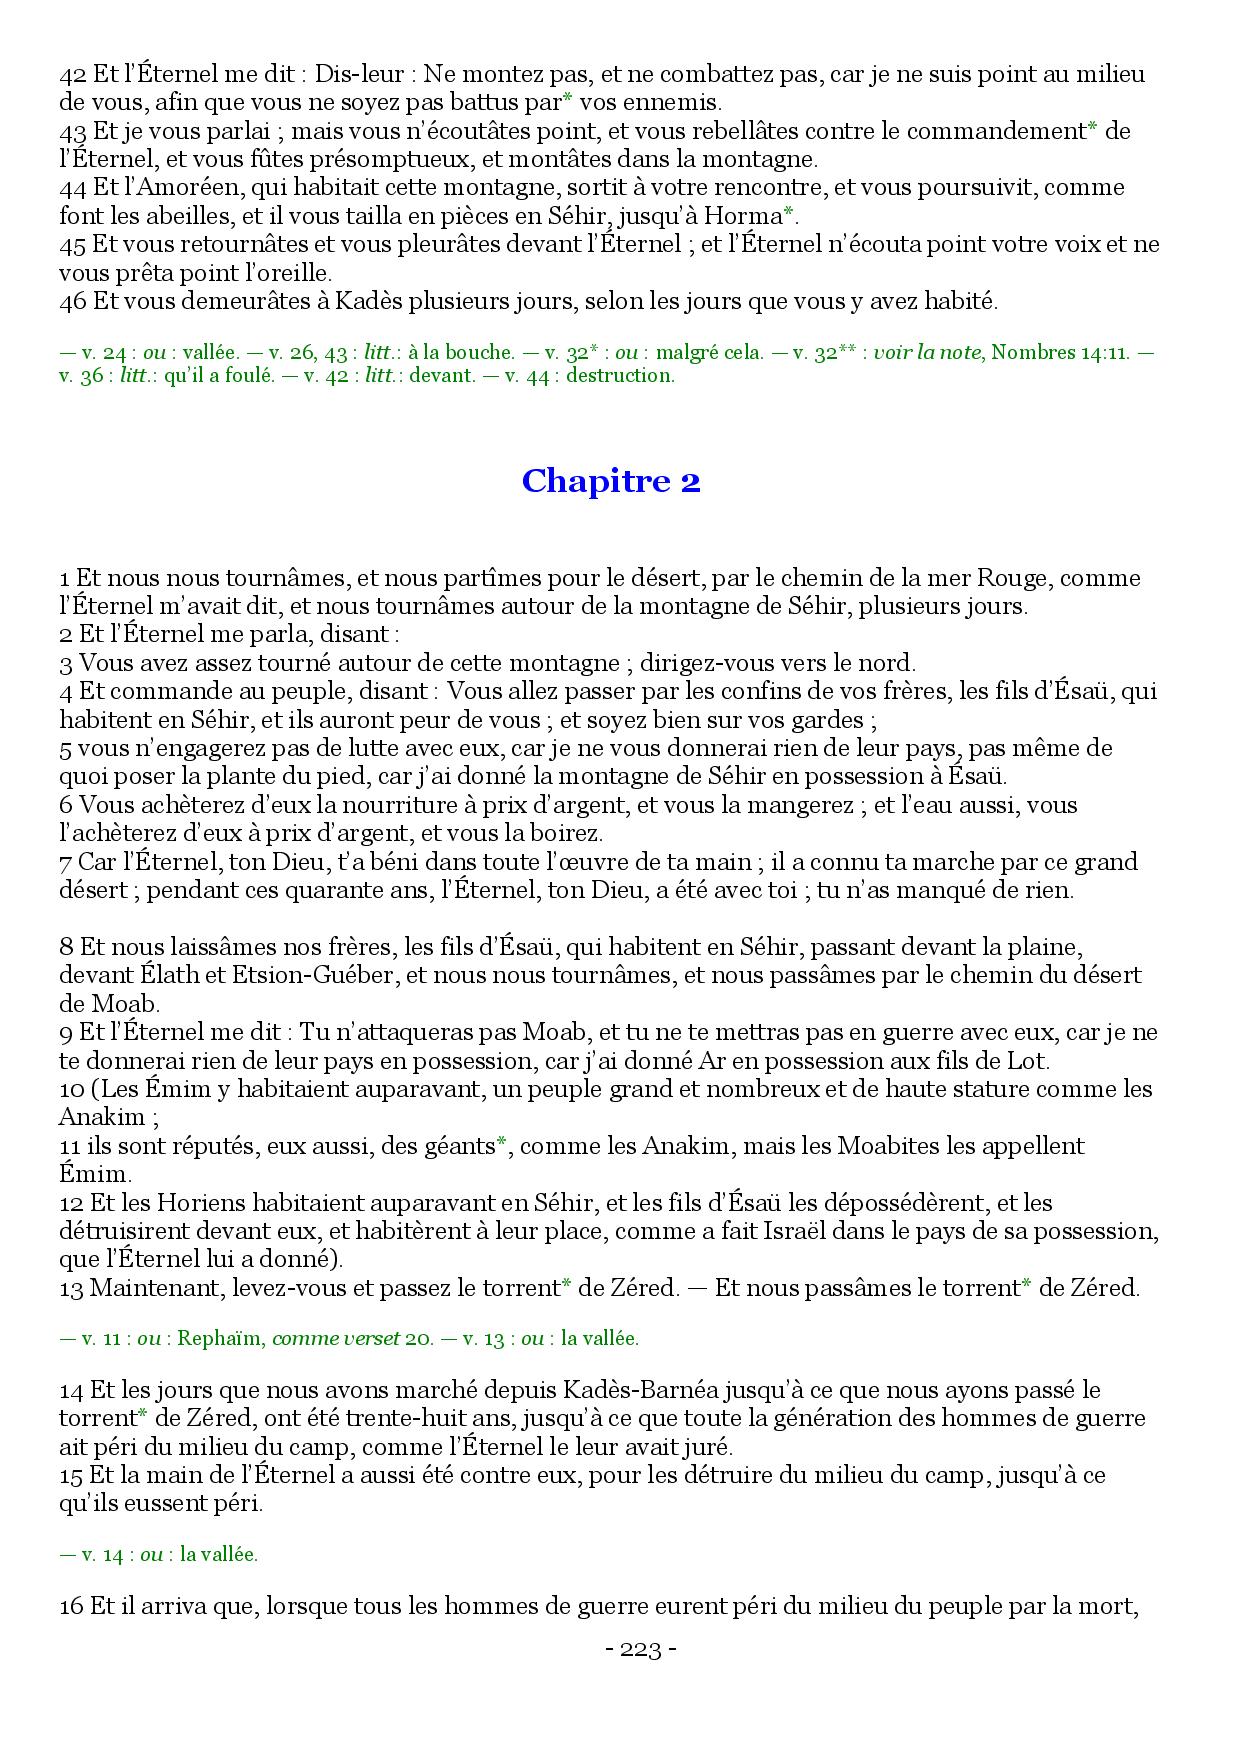 42 Et l’Éternel me dit : Dis-leur : Ne montez pas, et ne combattez pas, car je ne suis point au milieu
de vous, afin que vous ne soyez pas battus par* vos ennemis.
43 Et je vous parlai ; mais vous n’écoutâtes point, et vous rebellâtes contre le commandement* de
l’Éternel, et vous fûtes présomptueux, et montâtes dans la montagne.
44 Et l’Amoréen, qui habitait cette montagne, sortit à votre rencontre, et vous poursuivit, comme
font les abeilles, et il vous tailla en pièces en Séhir, jusqu’à Horma*.
45 Et vous retournâtes et vous pleurâtes devant l’Éternel ; et l’Éternel n’écouta point votre voix et ne
vous prêta point l’oreille.
46 Et vous demeurâtes à Kadès plusieurs jours, selon les jours que vous y avez habité.
— v. 24 : ou : vallée. — v. 26, 43 : litt.: à la bouche. — v. 32* : ou : malgré cela. — v. 32** : voir la note, Nombres 14:11. —
v. 36 : litt.: qu’il a foulé. — v. 42 : litt.: devant. — v. 44 : destruction.
Chapitre 2
1 Et nous nous tournâmes, et nous partîmes pour le désert, par le chemin de la mer Rouge, comme
l’Éternel m’avait dit, et nous tournâmes autour de la montagne de Séhir, plusieurs jours.
2 Et l’Éternel me parla, disant :
3 Vous avez assez tourné autour de cette montagne ; dirigez-vous vers le nord.
4 Et commande au peuple, disant : Vous allez passer par les confins de vos frères, les fils d’Ésaü, qui
habitent en Séhir, et ils auront peur de vous ; et soyez bien sur vos gardes ;
5 vous n’engagerez pas de lutte avec eux, car je ne vous donnerai rien de leur pays, pas même de
quoi poser la plante du pied, car j’ai donné la montagne de Séhir en possession à Ésaü.
6 Vous achèterez d’eux la nourriture à prix d’argent, et vous la mangerez ; et l’eau aussi, vous
l’achèterez d’eux à prix d’argent, et vous la boirez.
7 Car l’Éternel, ton Dieu, t’a béni dans toute l’œuvre de ta main ; il a connu ta marche par ce grand
désert ; pendant ces quarante ans, l’Éternel, ton Dieu, a été avec toi ; tu n’as manqué de rien.
8 Et nous laissâmes nos frères, les fils d’Ésaü, qui habitent en Séhir, passant devant la plaine,
devant Élath et Etsion-Guéber, et nous nous tournâmes, et nous passâmes par le chemin du désert
de Moab.
9 Et l’Éternel me dit : Tu n’attaqueras pas Moab, et tu ne te mettras pas en guerre avec eux, car je ne
te donnerai rien de leur pays en possession, car j’ai donné Ar en possession aux fils de Lot.
10 (Les Émim y habitaient auparavant, un peuple grand et nombreux et de haute stature comme les
Anakim ;
11 ils sont réputés, eux aussi, des géants*, comme les Anakim, mais les Moabites les appellent
Émim.
12 Et les Horiens habitaient auparavant en Séhir, et les fils d’Ésaü les dépossédèrent, et les
détruisirent devant eux, et habitèrent à leur place, comme a fait Israël dans le pays de sa possession,
que l’Éternel lui a donné).
13 Maintenant, levez-vous et passez le torrent* de Zéred. — Et nous passâmes le torrent* de Zéred.
— v. 11 : ou : Rephaïm, comme verset 20. — v. 13 : ou : la vallée.
14 Et les jours que nous avons marché depuis Kadès-Barnéa jusqu’à ce que nous ayons passé le
torrent* de Zéred, ont été trente-huit ans, jusqu’à ce que toute la génération des hommes de guerre
ait péri du milieu du camp, comme l’Éternel le leur avait juré.
15 Et la main de l’Éternel a aussi été contre eux, pour les détruire du milieu du camp, jusqu’à ce
qu’ils eussent péri.
— v. 14 : ou : la vallée.
16 Et il arriva que, lorsque tous les hommes de guerre eurent péri du milieu du peuple par la mort,
- 223 -